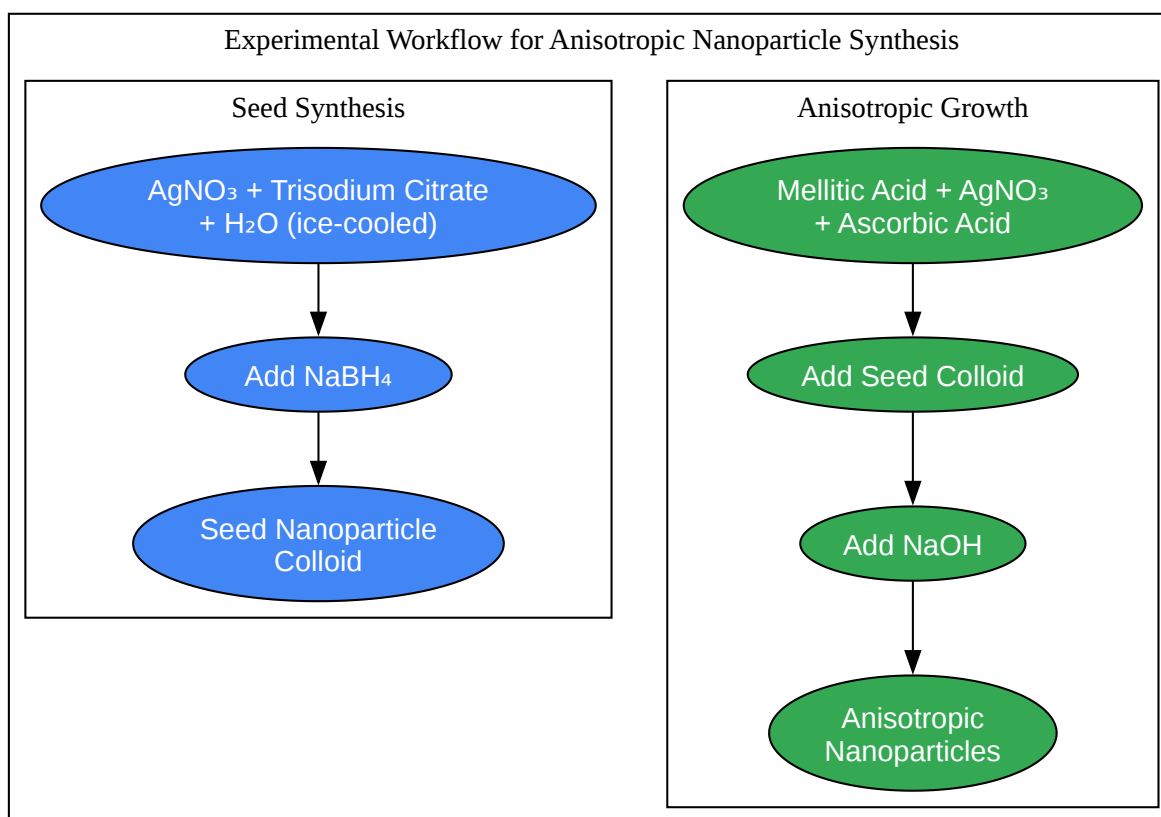 Experimental Workflow for Anisotropic Nanoparticle Synthesis
Seed Synthesis
AgNO₃ + Trisodium Citrate
+ H₂O (ice-cooled)
Add NaBH₄
Seed Nanoparticle
Colloid
Anisotropic Growth
Mellitic Acid + AgNO₃
+ Ascorbic Acid
Add Seed Colloid
Add NaOH
Anisotropic
Nanoparticles